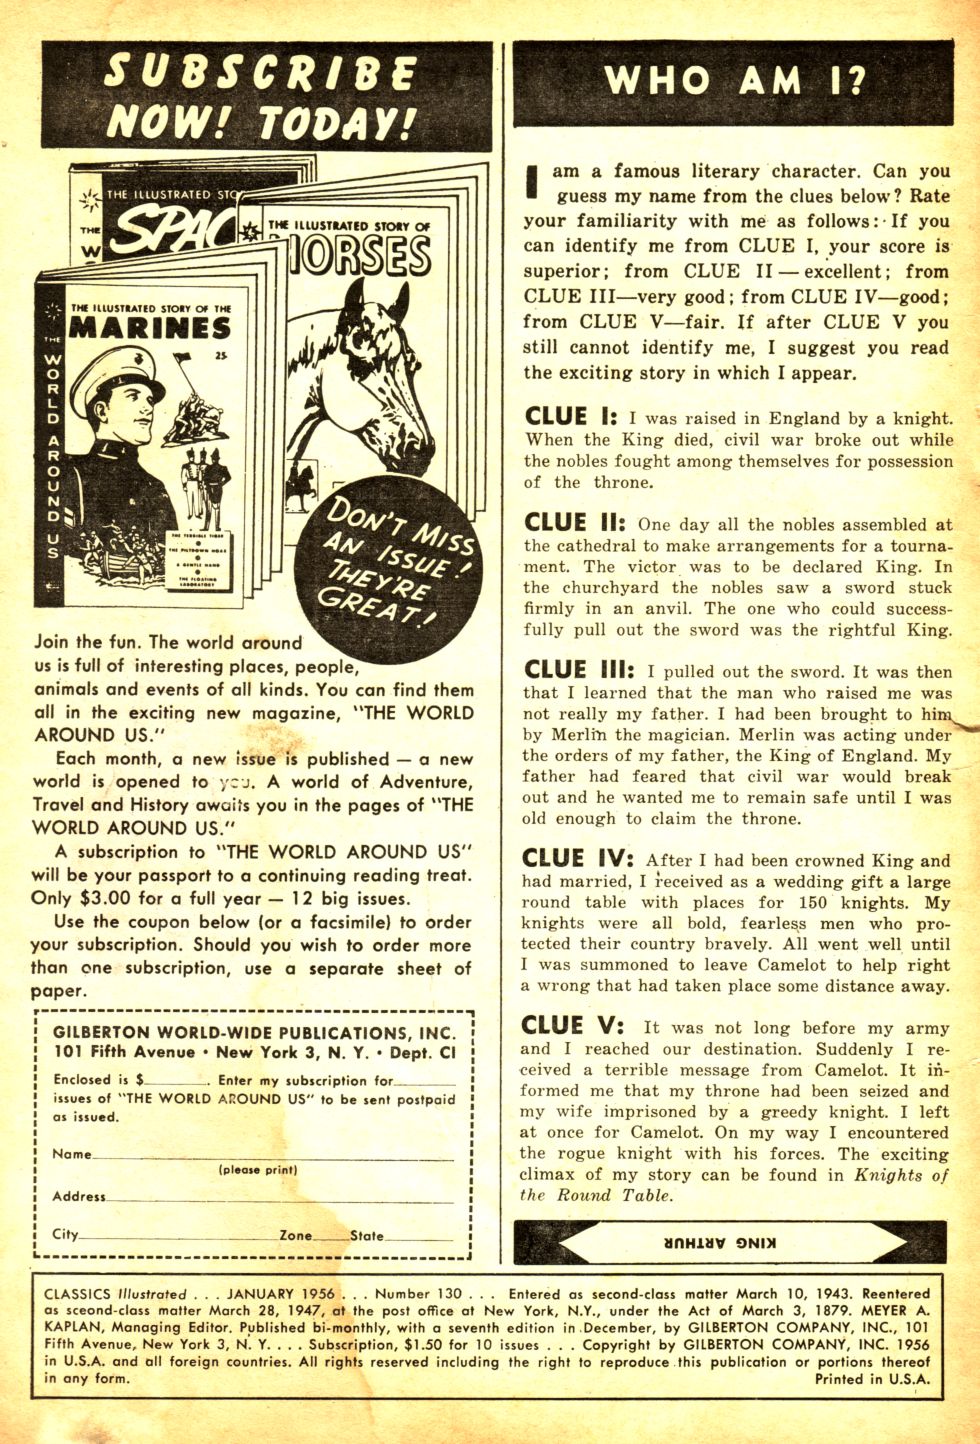 SUBSCRIBE
NOW! TODAY!
THE ILLUSTRATED STO
SPAC
THE
W
THE ILLUSTRATED STORY OF
HORSES
THE ILLUSTRATED STORY OF THE
MARINES
25
THE WORLD AROUND US
THE TERRIBLE TIGER
THE PILTDOWN HOAX
A GENTLE HAND
THE FLOATING
LABORATORY
DON'T MISS
AN ISSUE!
THEY'RE
GREAT!
Join the fun. The world around
us is full of interesting places, people,
animals and events of all kinds. You can find them
all in the exciting new magazine, "THE WORLD
AROUND US."
Each month, a new issue is published — a new
world is opened to you. A world of Adventure,
Travel and History awaits you in the pages of "THE
WORLD AROUND US."
A subscription to "THE WORLD AROUND US"
will be your passport to a continuing reading treat.
Only $3.00 for a full year — 12 big issues.
Use the coupon below (or a facsimile) to order
your subscription. Should you wish to order more
than one subscription, use a separate sheet of
paper.
GILBERTON WORLD-WIDE PUBLICATIONS, INC.
101 Fifth Avenue • New York 3, N. Y. • Dept. CI
Enclosed is $ . Enter my subscription for
issues of "THE WORLD AROUND US" to be sent postpaid
as issued.
Name
(please print)
Address
City Zone State
WHO AM I?
I am a famous literary character. Can you
guess my name from the clues below? Rate
your familiarity with me as follows: If you
can identify me from CLUE I, your score is
superior; from CLUE II — excellent; from
CLUE III—very good; from CLUE IV—good;
from CLUE V—fair. If after CLUE V you
still cannot identify me, I suggest you read
the exciting story in which I appear.
CLUE I: I was raised in England by a knight.
When the King died, civil war broke out while
the nobles fought among themselves for possession
of the throne.
CLUE II: One day all the nobles assembled at
the cathedral to make arrangements for a tourna-
ment. The victor was to be declared King. In
the churchyard the nobles saw a sword stuck
firmly in an anvil. The one who could success-
fully pull out the sword was the rightful King.
CLUE III: I pulled out the sword. It was then
that I learned that the man who raised me was
not really my father. I had been brought to him
by Merlin the magician. Merlin was acting under
the orders of my father, the King of England. My
father had feared that civil war would break
out and he wanted me to remain safe until I was
old enough to claim the throne.
CLUE IV: After I had been crowned King and
had married, I received as a wedding gift a large
round table with places for 150 knights. My
knights were all bold, fearless men who pro-
tected their country bravely. All went well until
I was summoned to leave Camelot to help right
a wrong that had taken place some distance away.
CLUE V: It was not long before my army
and I reached our destination. Suddenly I re-
ceived a terrible message from Camelot. It in-
formed me that my throne had been seized and
my wife imprisoned by a greedy knight. I left
at once for Camelot. On my way I encountered
the rogue knight with his forces. The exciting
climax of my story can be found in Knights of
the Round Table.
KING ARTHUR
CLASSICS Illustrated . . . JANUARY 1956 . . . Number 130 . . . Entered as second-class matter March 10, 1943. Reentered
as sceond-class matter March 28, 1947, at the post office at New York, N.Y., under the Act of March 3, 1879. MEYER A.
KAPLAN, Managing Editor. Published bi-monthly, with a seventh edition in December, by GILBERTON COMPANY, INC., 101
Fifth Avenue, New York 3, N. Y. . . . Subscription, $1.50 for 10 issues . . . Copyright by GILBERTON COMPANY, INC. 1956
in U.S.A. and all foreign countries. All rights reserved including the right to reproduce this publication or portions thereof
in any form. Printed in U.S.A.